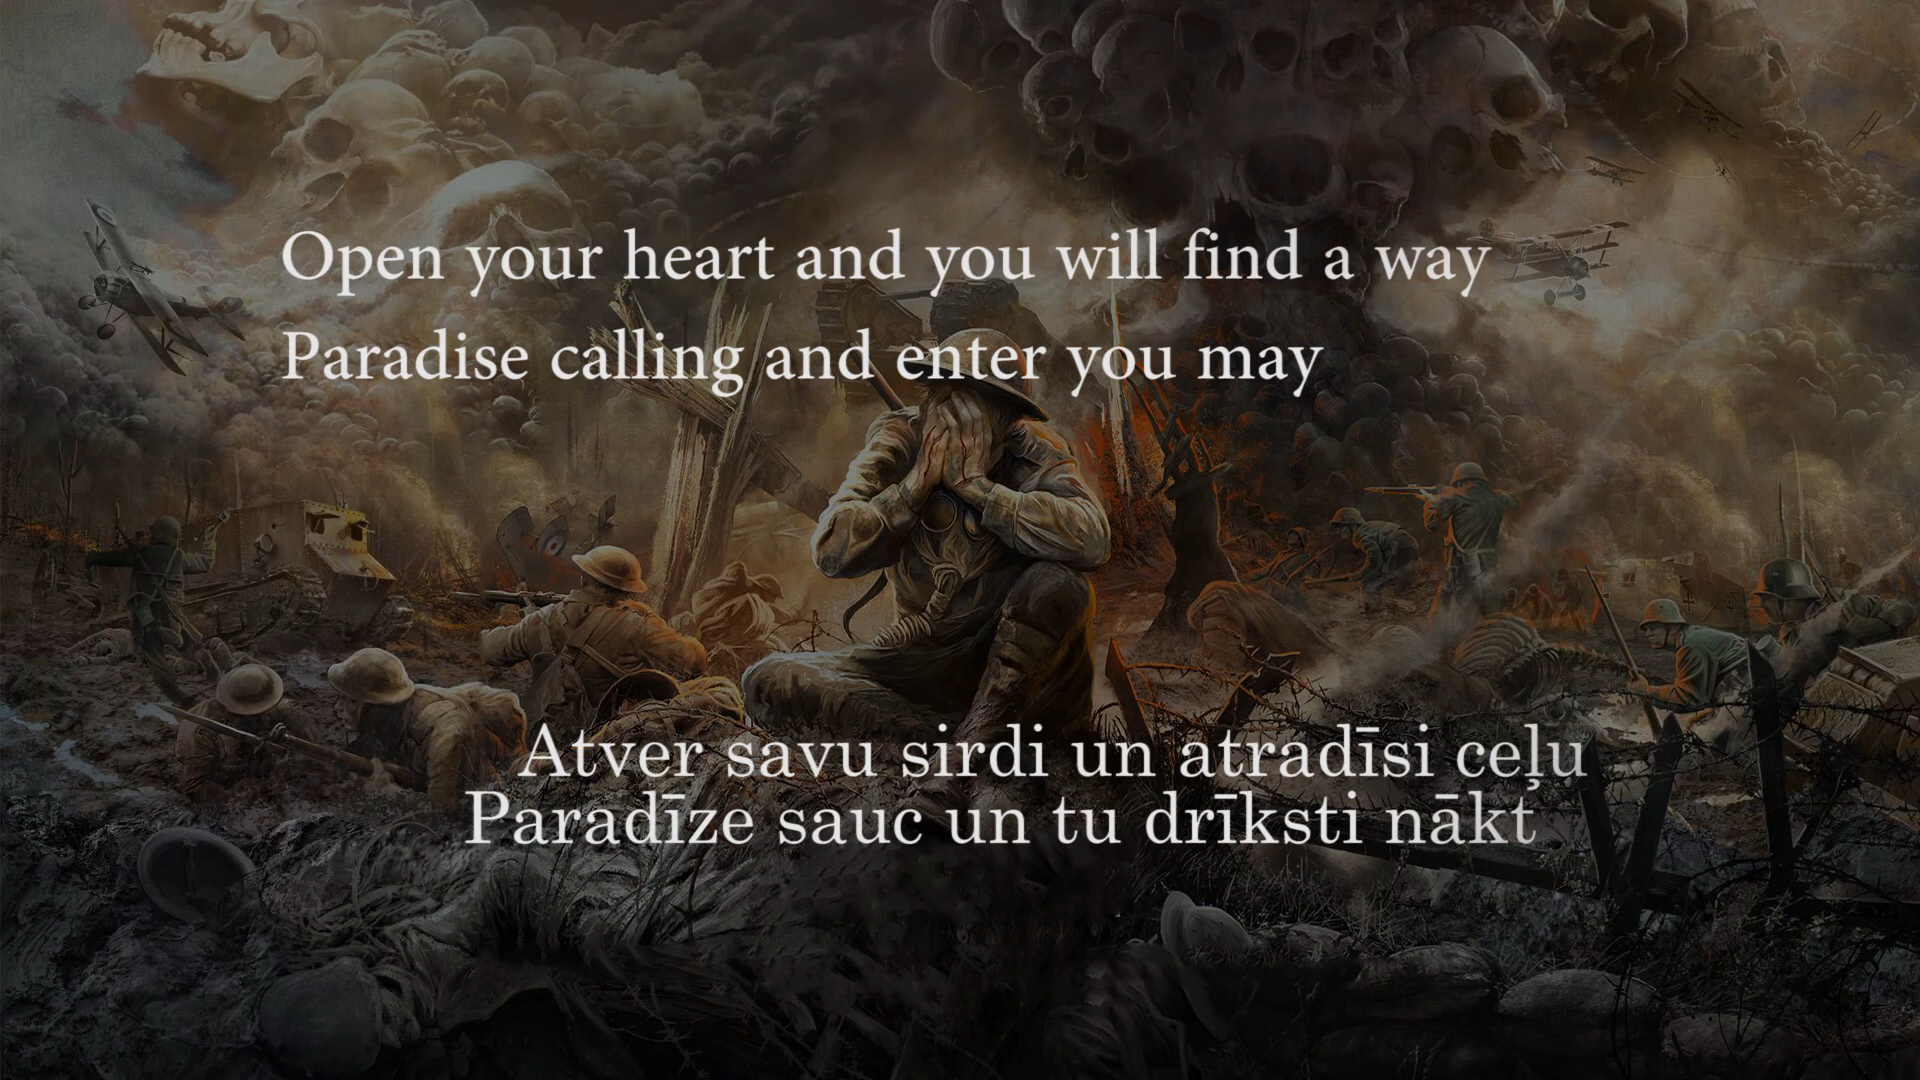 Open your heart and you will find a way
Paradise calling and enter you may
Atver savu sirdi un atradīsi ceļu
Paradīze sauc un tu drīksti nākt